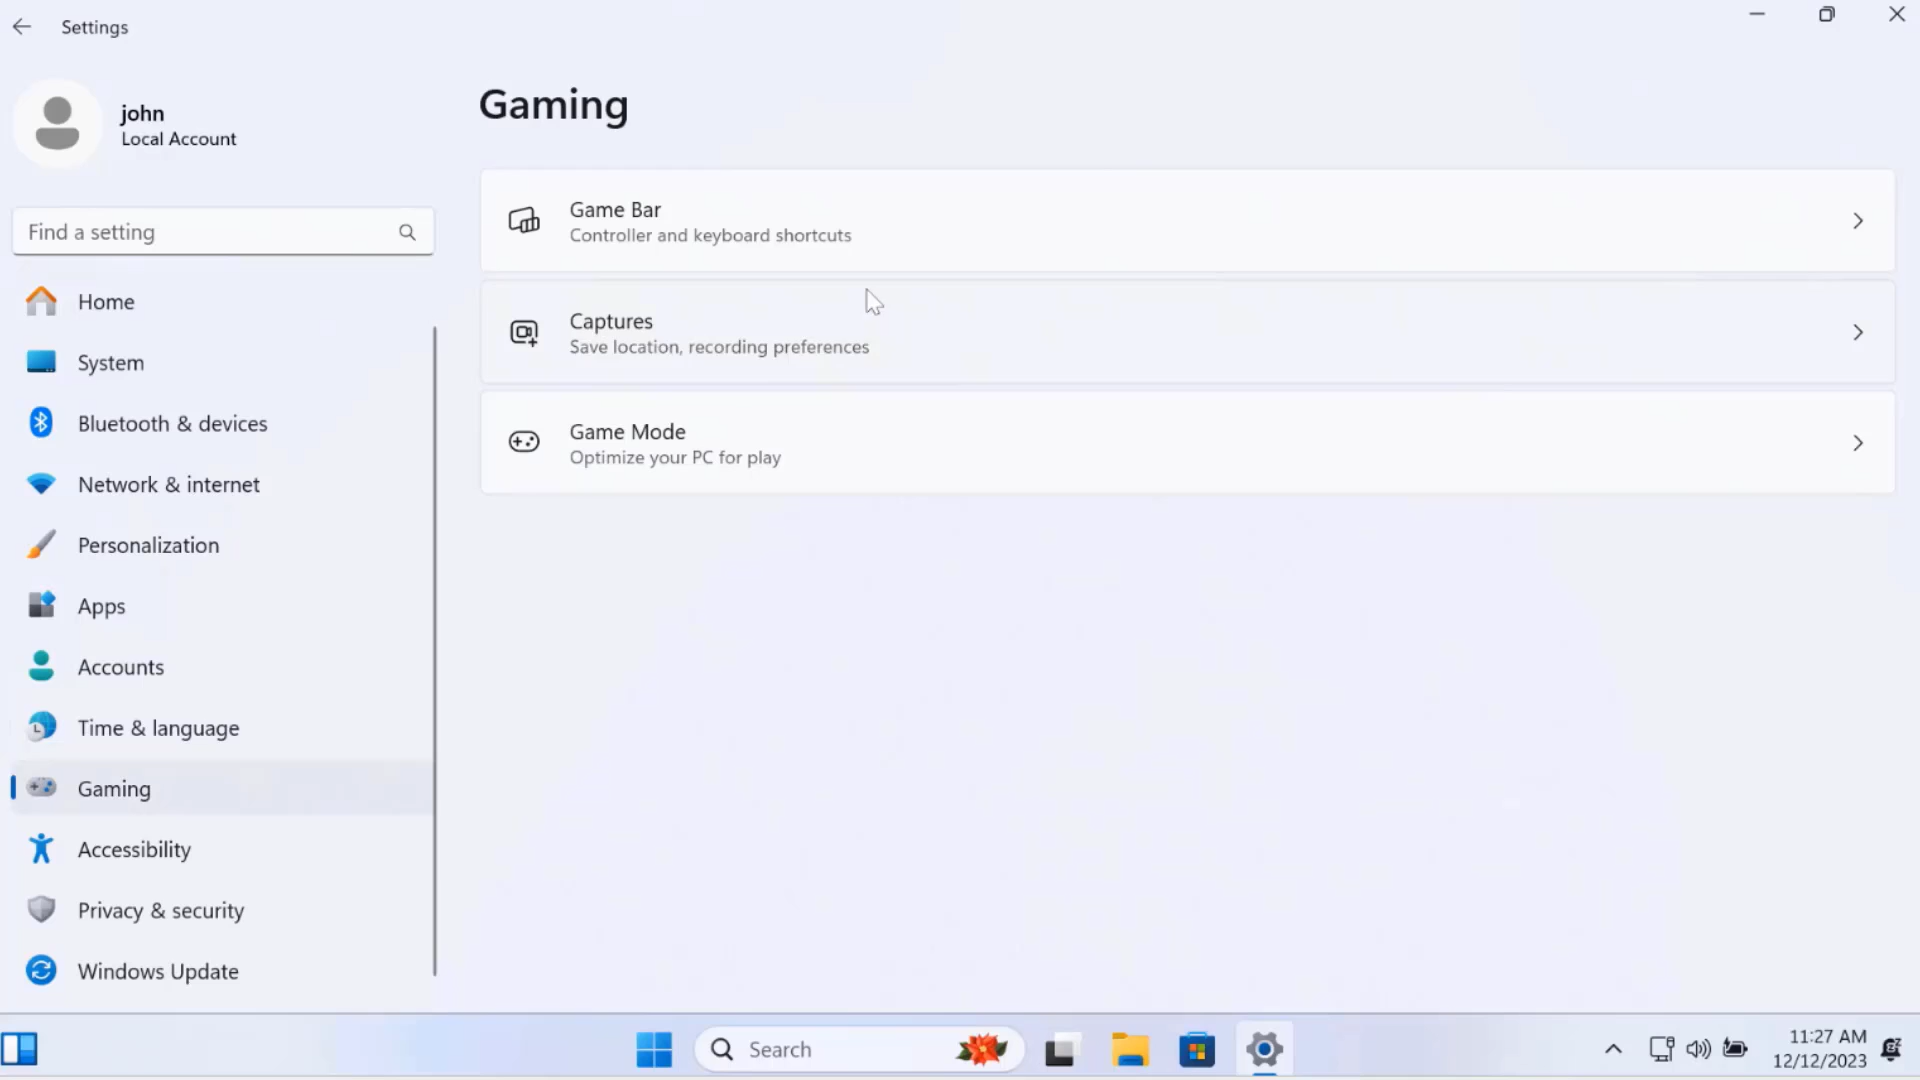 Settings
john
Local Account
Find a setting
Home
System
Bluetooth & devices
Network & internet
Personalization
Apps
Accounts
Time & language
Gaming
Accessibility
Privacy & security
Windows Update
Gaming
Game Bar
Controller and keyboard shortcuts
Captures
Save location, recording preferences
Game Mode
Optimize your PC for play
Search
11:27 AM
12/12/2023